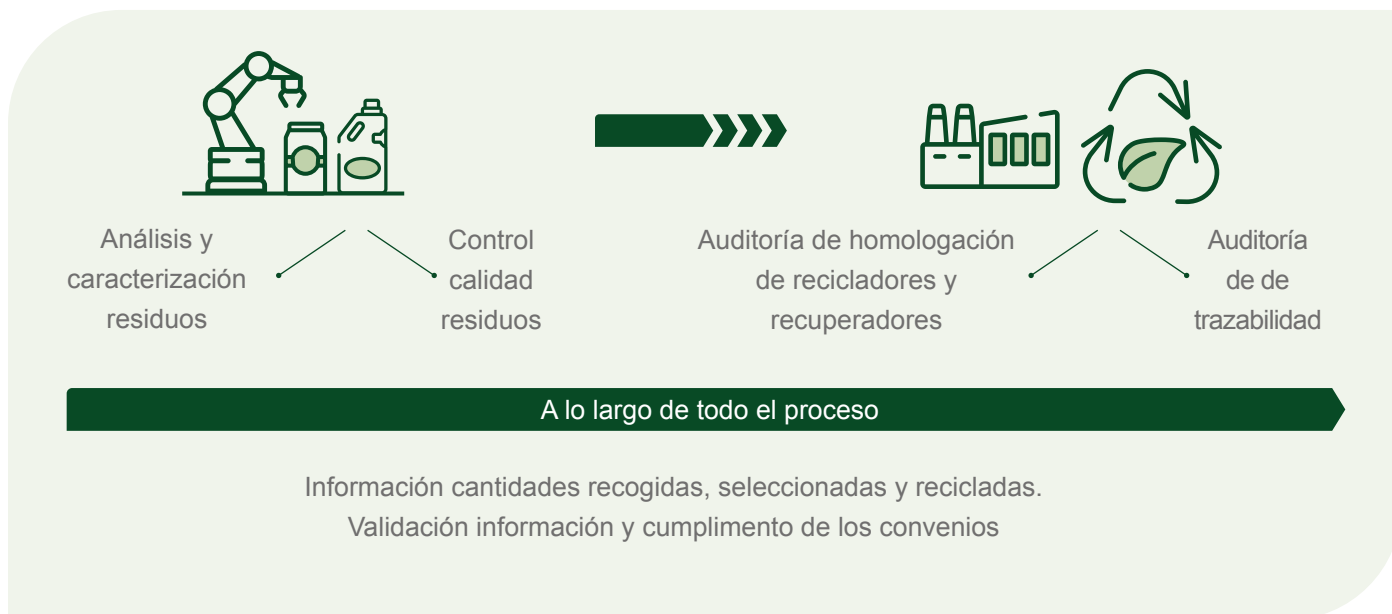 Análisis y
caracterización
residuos
Control
calidad
residuos
Auditoría de homologación
de recicladores y
recuperadores
Auditoría
de de
trazabilidad
A lo largo de todo el proceso
Información cantidades recogidas, seleccionadas y recicladas.
Validación información y cumplimento de los convenios